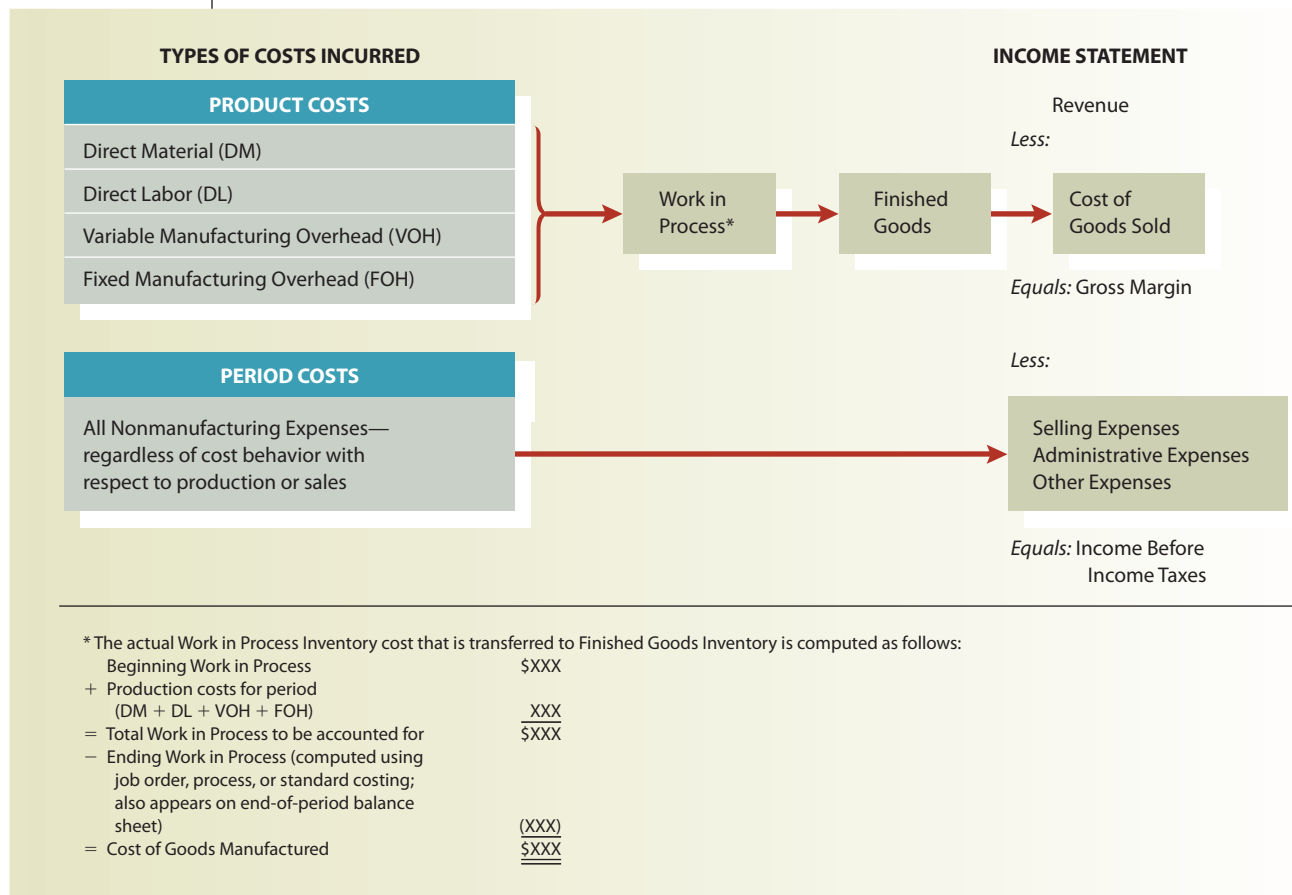 TYPES OF COSTS INCURRED
PRODUCT COSTS
Direct Material (DM)
Direct Labor (DL)
Variable Manufacturing Overhead (VOH)
Fixed Manufacturing Overhead (FOH)
Work in
Process*
Finished
Goods
INCOME STATEMENT
Revenue
Less:
Cost of
Goods Sold
Equals: Gross Margin
PERIOD COSTS
All Nonmanufacturing Expenses—
regardless of cost behavior with
respect to production or sales
Less:
Selling Expenses
Administrative Expenses
Other Expenses
Equals: Income Before
Income Taxes
* The actual Work in Process Inventory cost that is transferred to Finished Goods Inventory is computed as follows:
Beginning Work in Process $XXX
+ Production costs for period
(DM + DL + VOH + FOH) XXX
= Total Work in Process to be accounted for $XXX
− Ending Work in Process (computed using
job order, process, or standard costing;
also appears on end-of-period balance
sheet) (XXX)
= Cost of Goods Manufactured $XXX